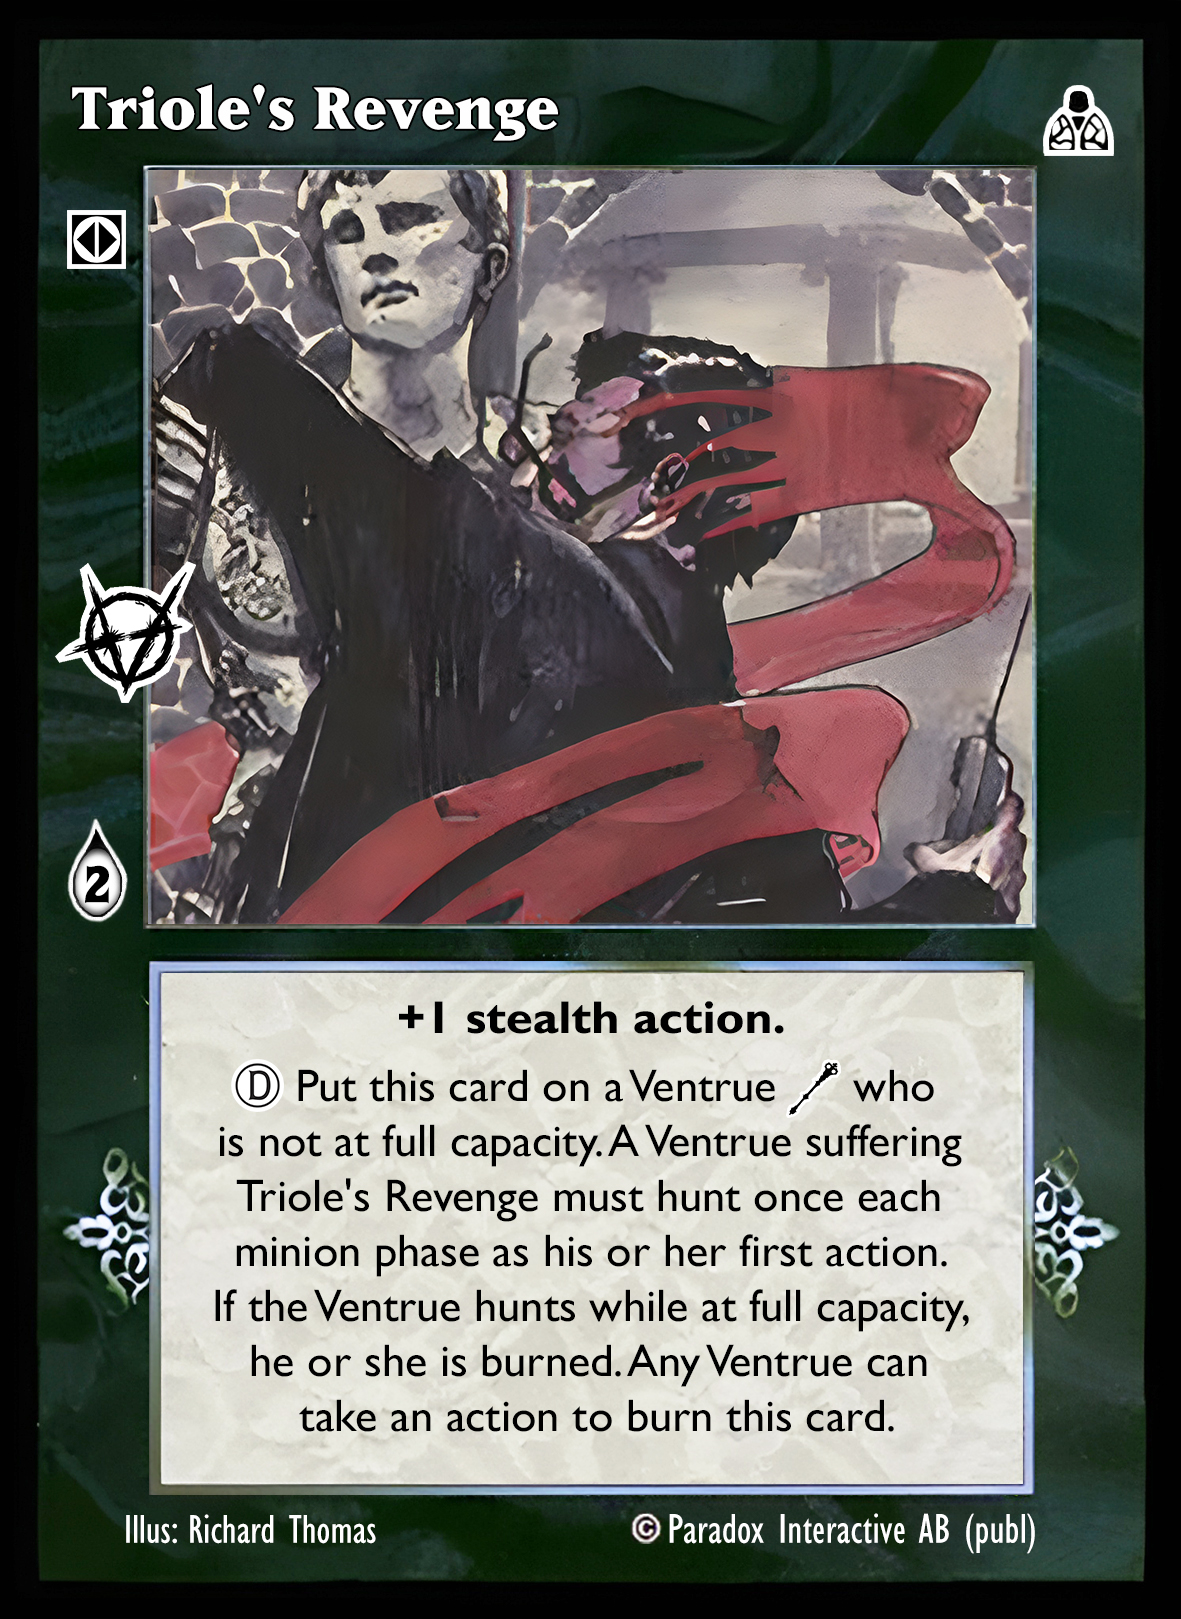 Triole's Revenge
2
+1 stealth action.
Ⓓ Put this card on a Ventrue who
is not at full capacity. A Ventrue suffering
Triole's Revenge must hunt once each
minion phase as his or her first action.
If the Ventrue hunts while at full capacity,
he or she is burned. Any Ventrue can
take an action to burn this card.
Illus: Richard Thomas
© Paradox Interactive AB (publ)